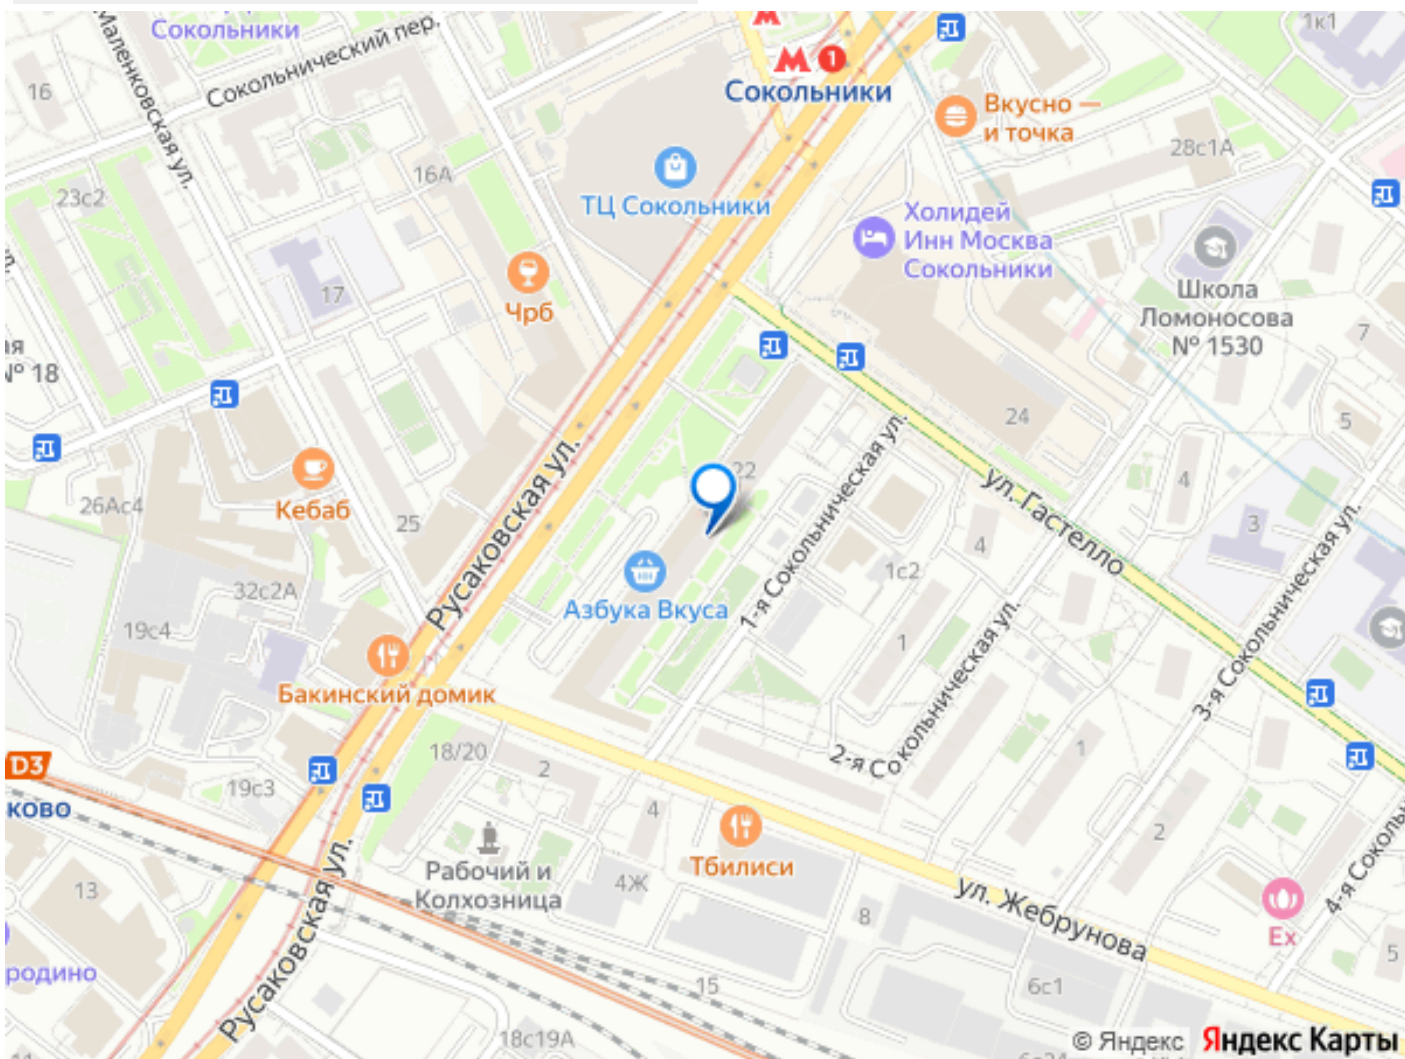 Сокольники
Сокольнический пер.
Маленковская ул.
16
1
Сокольники
1к1
Вкусно —
и точка
28с1А
16А
23с2
ТЦ Сокольники
Холидей
Инн Москва
Сокольники
17
Чрб
Школа
Ломоносова
№ 1530
7
№ 18
24
5
22
4
Русаковская ул.
1-я Сокольническая ул.
ул. Гастелло
Кебаб
26Ас4
25
3
4
1с2
32с2А
Азбука Вкуса
19с4
1
2-я Сокольническая ул.
3-я Сокольническая ул.
Бакинский домик
18/20
2
1
D3
ково
19с3
4
2
Тбилиси
Рабочий и
Колхозница
4Ж
13
8
ул. Жебрунова
Ех
4-я Соколь
5
родино
Русаковская ул.
15
6с1
18с19А
© Яндекс Яндекс Карты